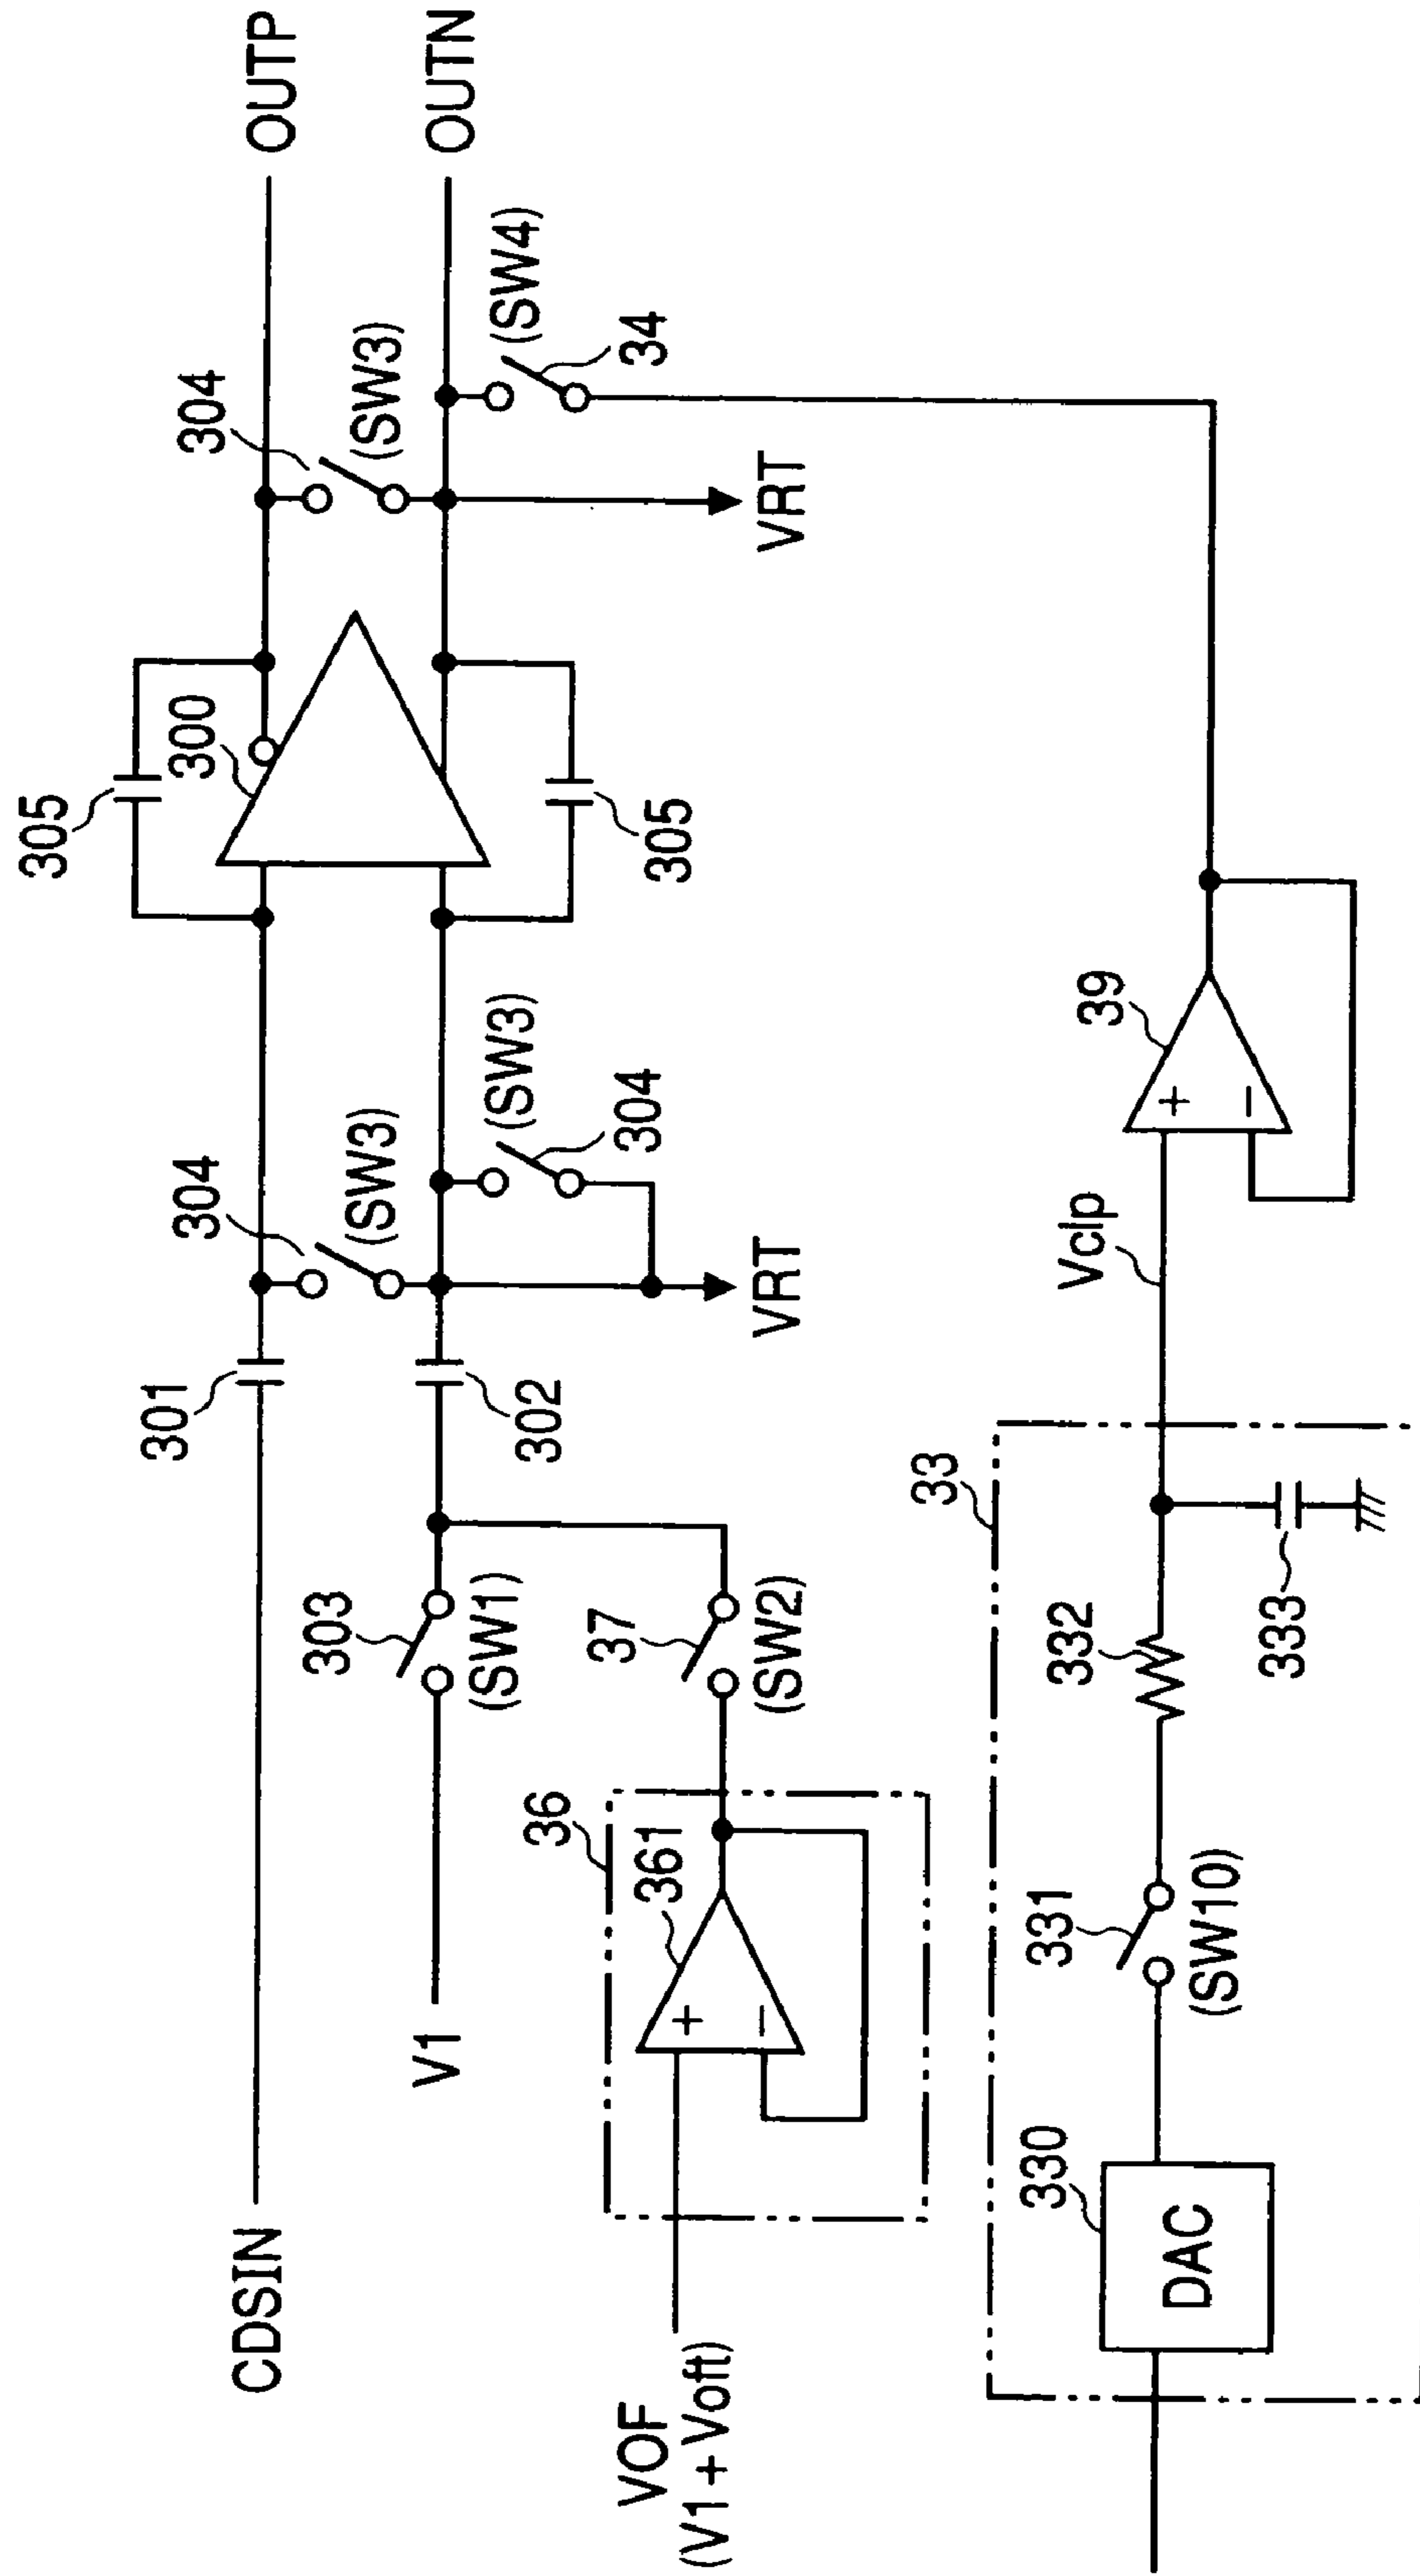 OUTP
OUTN
305
300
304
(SW3)
(SW4)
34
305
VRT
304
(SW3)
(SW3)
304
301
302
VRT
39
+
−
Vclp
303
(SW1)
37
(SW2)
33
332
333
CDSIN
V1
36
361
+
−
331
(SW10)
330
DAC
VOF
(V1+Voft)